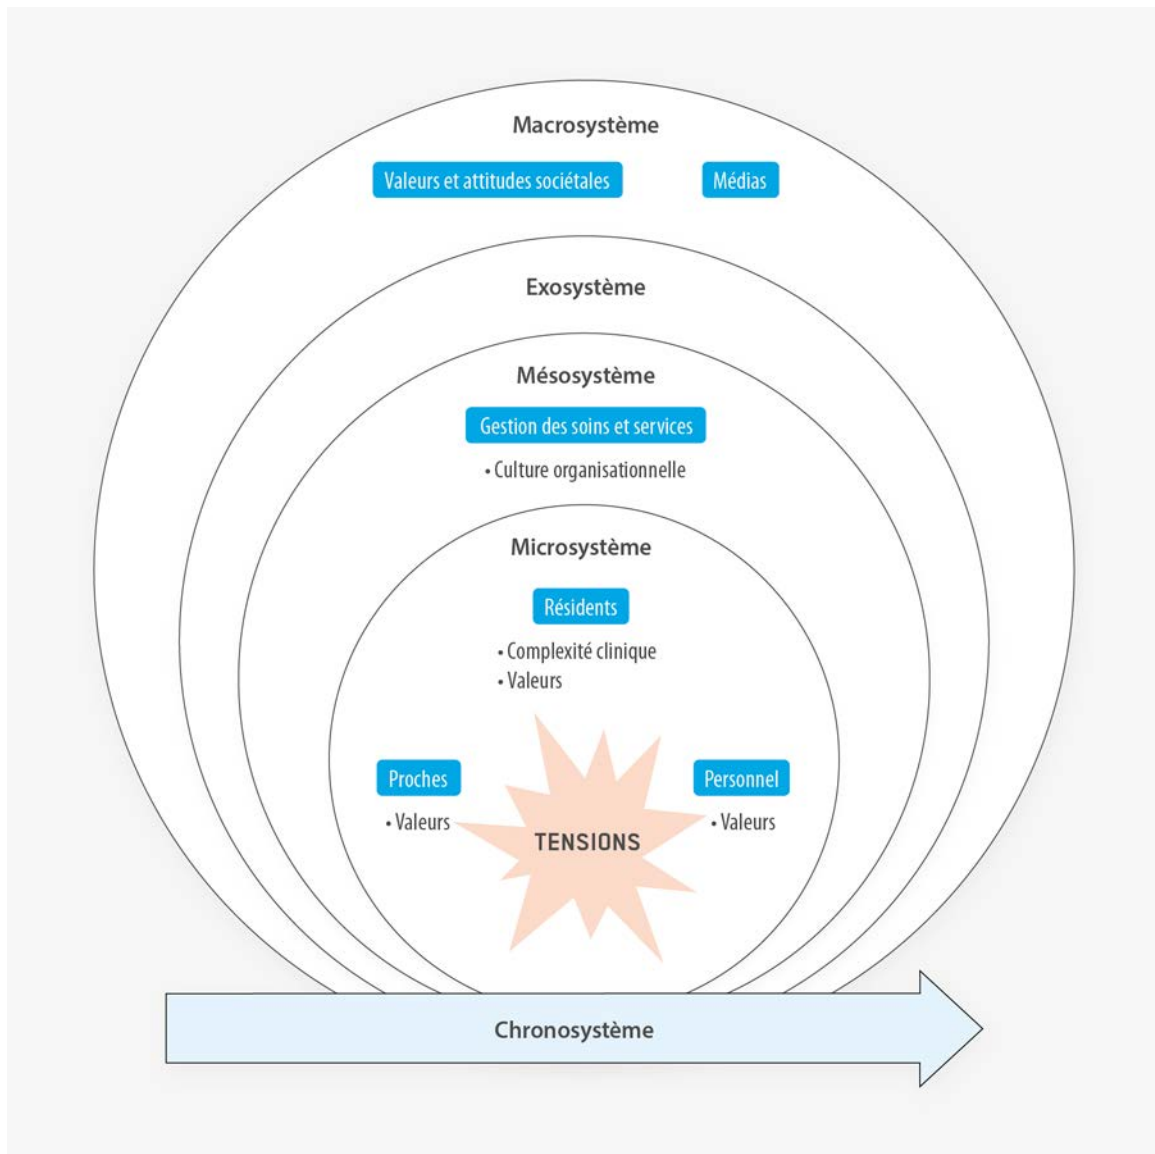 Macrosystème
Valeurs et attitudes sociétales
Médias
Exosystème
Mésosystème
Gestion des soins et services
• Culture organisationnelle
Microsystème
Résidents
• Complexité clinique
• Valeurs
Proches
• Valeurs
Personnel
• Valeurs
TENSIONS
Chronosystème